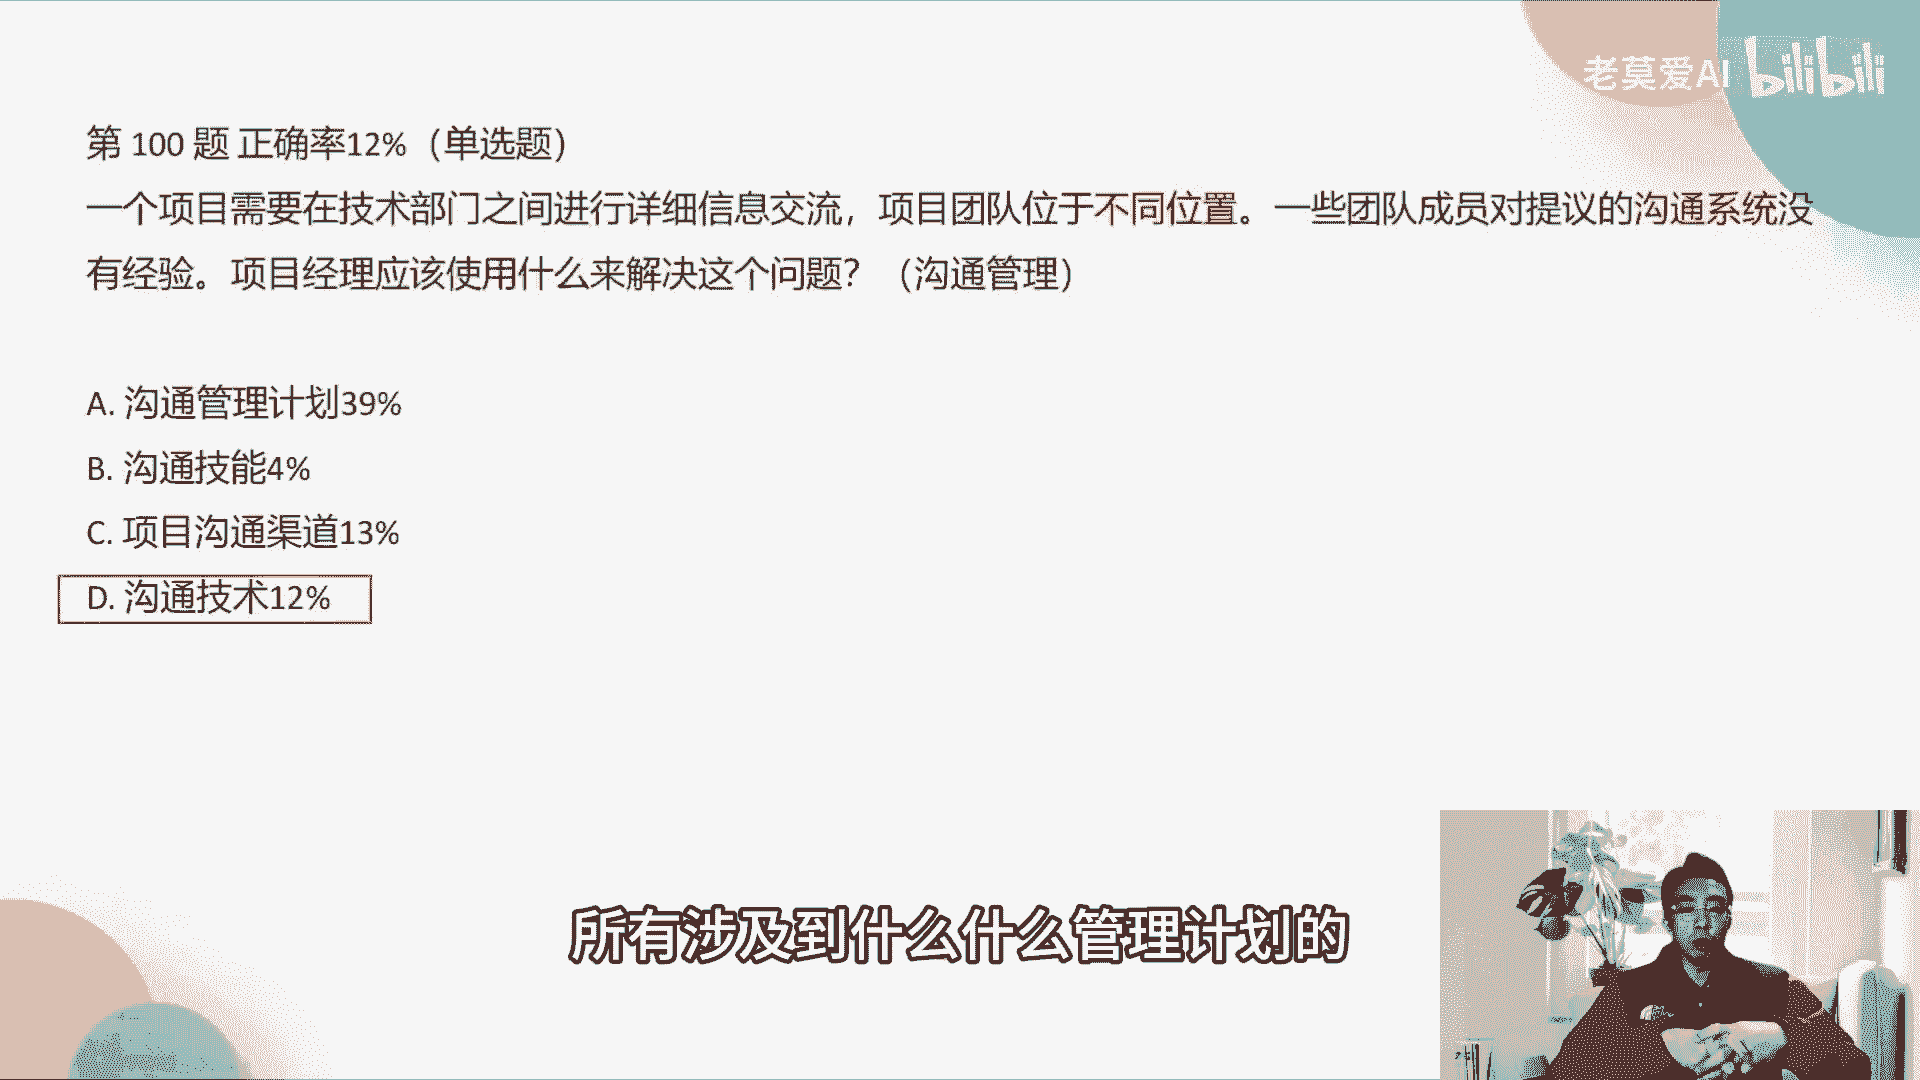 老莫爱AI bilibili
第 100 题 正确率12%（单选题）
一个项目需要在技术部门之间进行详细信息交流，项目团队位于不同位置。一些团队成员对提议的沟通系统没
有经验。项目经理应该使用什么来解决这个问题？（沟通管理）
A. 沟通管理计划39%
B. 沟通技能4%
C. 项目沟通渠道13%
D. 沟通技术12%
所有涉及到什么什么管理计划的